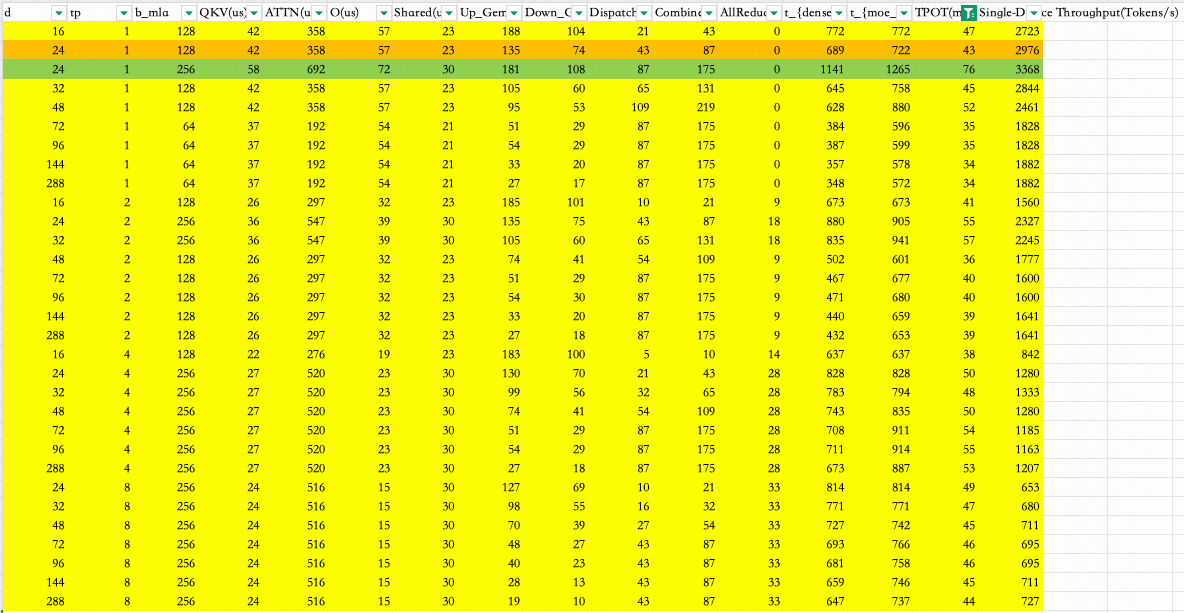 d tp b_mla QKV(us) ATTN(u O(us) Shared(u Up_Gem Down_G Dispatch Combine AllReduc t_{dense t_{moe_ TPOT(m Single-D ce Throughput(Tokens/s)
16 1 128 42 358 57 23 188 104 21 43 0 772 772 47 2723
24 1 128 42 358 57 23 135 74 43 87 0 689 722 43 2976
24 1 256 58 692 72 30 181 108 87 175 0 1141 1265 76 3368
32 1 128 42 358 57 23 105 60 65 131 0 645 758 45 2844
48 1 128 42 358 57 23 95 53 109 219 0 628 880 52 2461
72 1 64 37 192 54 21 51 29 87 175 0 384 596 35 1828
96 1 64 37 192 54 21 54 29 87 175 0 387 599 35 1828
144 1 64 37 192 54 21 33 20 87 175 0 357 578 34 1882
288 1 64 37 192 54 21 27 17 87 175 0 348 572 34 1882
16 2 128 26 297 32 23 185 101 10 21 9 673 673 41 1560
24 2 256 36 547 39 30 135 75 43 87 18 880 905 55 2327
32 2 256 36 547 39 30 105 60 65 131 18 835 941 57 2245
48 2 128 26 297 32 23 74 41 54 109 9 502 601 36 1777
72 2 128 26 297 32 23 51 29 87 175 9 467 677 40 1600
96 2 128 26 297 32 23 54 30 87 175 9 471 680 40 1600
144 2 128 26 297 32 23 33 20 87 175 9 440 659 39 1641
288 2 128 26 297 32 23 27 18 87 175 9 432 653 39 1641
16 4 128 22 276 19 23 183 100 5 10 14 637 637 38 842
24 4 256 27 520 23 30 130 70 21 43 28 828 828 50 1280
32 4 256 27 520 23 30 99 56 32 65 28 783 794 48 1333
48 4 256 27 520 23 30 74 41 54 109 28 743 835 50 1280
72 4 256 27 520 23 30 51 29 87 175 28 708 911 54 1185
96 4 256 27 520 23 30 54 29 87 175 28 711 914 55 1163
288 4 256 27 520 23 30 27 18 87 175 28 673 887 53 1207
24 8 256 24 516 15 30 127 69 10 21 33 814 814 49 653
32 8 256 24 516 15 30 98 55 16 32 33 771 771 47 680
48 8 256 24 516 15 30 70 39 27 54 33 727 742 45 711
72 8 256 24 516 15 30 48 27 43 87 33 693 766 46 695
96 8 256 24 516 15 30 40 23 43 87 33 681 758 46 695
144 8 256 24 516 15 30 28 13 43 87 33 659 746 45 711
288 8 256 24 516 15 30 19 10 43 87 33 647 737 44 727